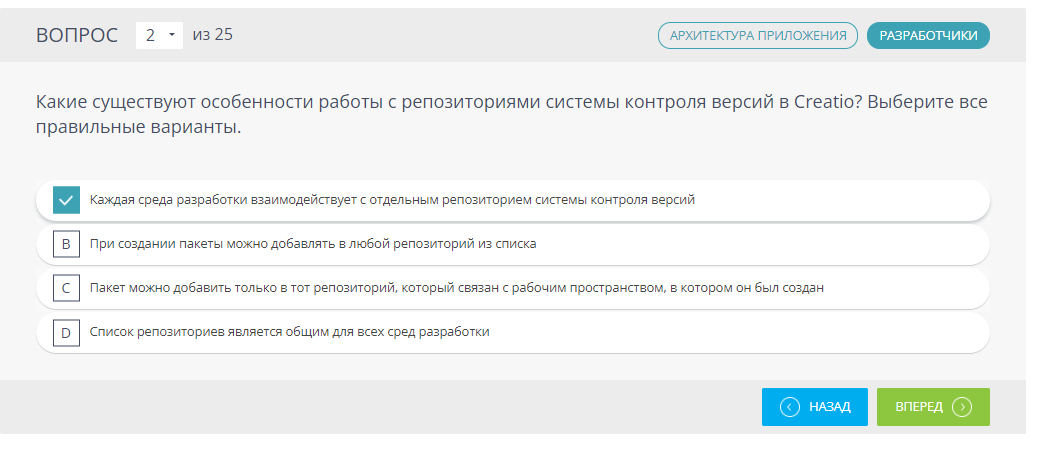 ВОПРОС 2 из 25 АРХИТЕКТУРА ПРИЛОЖЕНИЯ РАЗРАБОТЧИКИ
Какие существуют особенности работы с репозиториями системы контроля версий в Creatio? Выберите все
правильные варианты.
Каждая среда разработки взаимодействует с отдельным репозиторием системы контроля версий
B При создании пакеты можно добавлять в любой репозиторий из списка
C Пакет можно добавить только в тот репозиторий, который связан с рабочим пространством, в котором он был создан
D Список репозиториев является общим для всех сред разработки
НАЗАД ВПЕРЕД